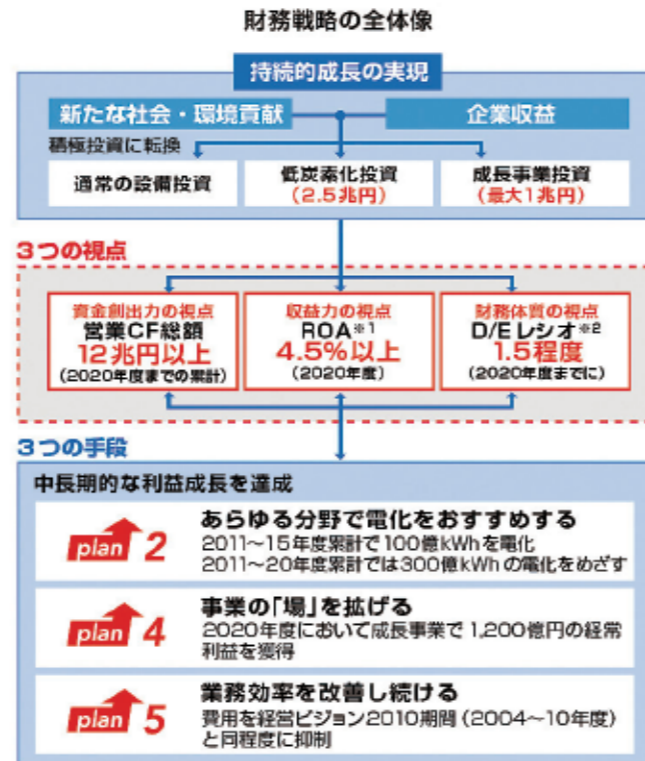 財務戦略の全体像
持続的成長の実現
新たな社会・環境貢献
企業収益
積極投資に転換
通常の設備投資
低炭素化投資
(2.5兆円)
成長事業投資
(最大1兆円)
3つの視点
資金創出力の視点
営業CF総額
12兆円以上
(2020年度までの累計)
収益力の視点
ROA※1
4.5%以上
(2020年度)
財務体質の視点
D/Eレシオ※2
1.5程度
(2020年度までに)
3つの手段
中長期的な利益成長を達成
plan 2
あらゆる分野で電化をおすすめする
2011～15年度累計で100億kWhを電化
2011～20年度累計では300億kWhの電化をめざす
plan 4
事業の「場」を拡げる
2020年度において成長事業で1,200億円の経常
利益を獲得
plan 5
業務効率を改善し続ける
費用を経営ビジョン2010期間(2004～10年度)
と同程度に抑制